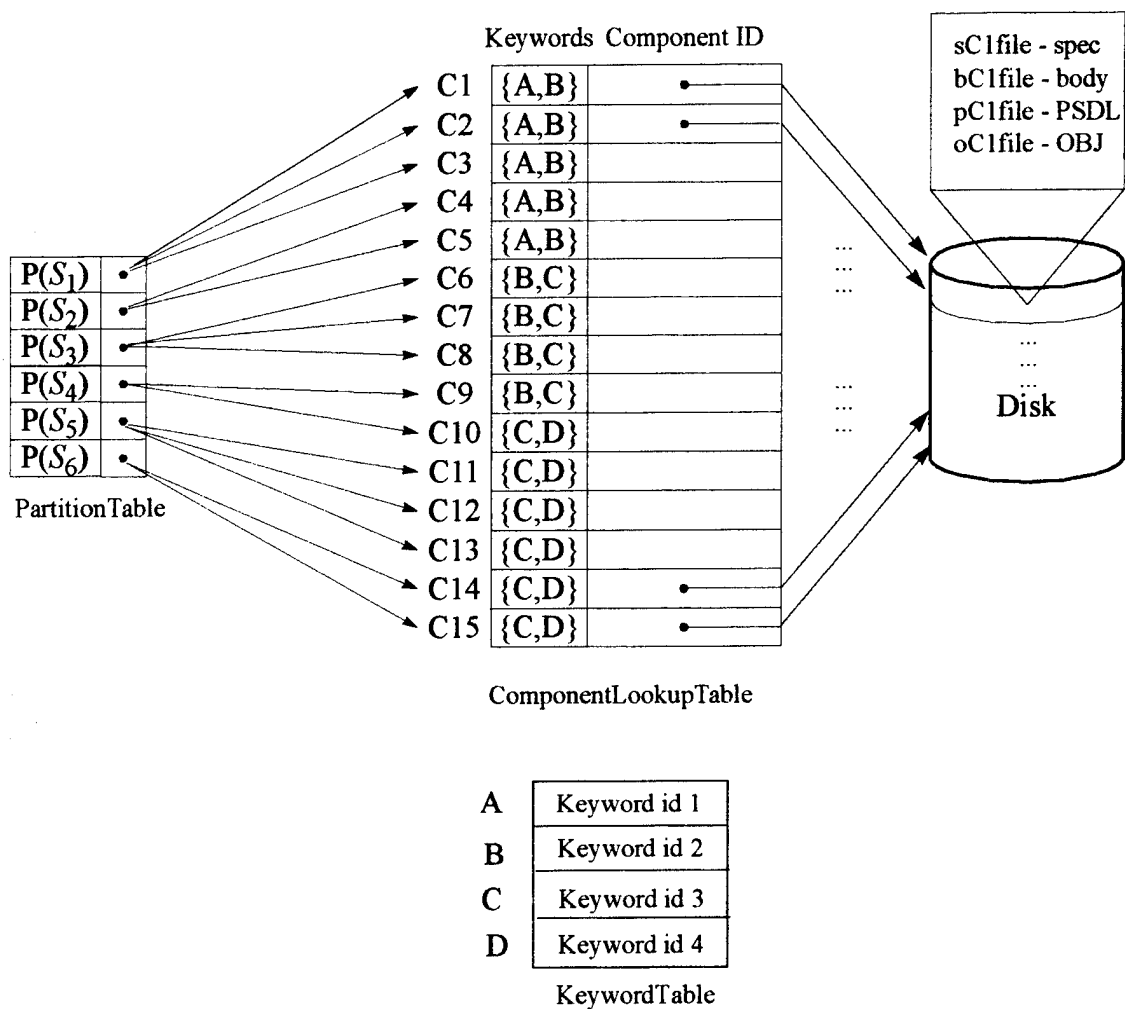 Keywords Component ID
C1 {A,B}
C2 {A,B}
C3 {A,B}
C4 {A,B}
C5 {A,B}
C6 {B,C}
C7 {B,C}
C8 {B,C}
C9 {B,C}
C10 {C,D}
C11 {C,D}
C12 {C,D}
C13 {C,D}
C14 {C,D}
C15 {C,D}
ComponentLookupTable
P(S1)
P(S2)
P(S3)
P(S4)
P(S5)
P(S6)
PartitionTable
...
...
...
...
...
...
sC1file - spec
bC1file - body
pC1file - PSDL
oC1file - OBJ
...
...
...
Disk
A Keyword id 1
B Keyword id 2
C Keyword id 3
D Keyword id 4
KeywordTable